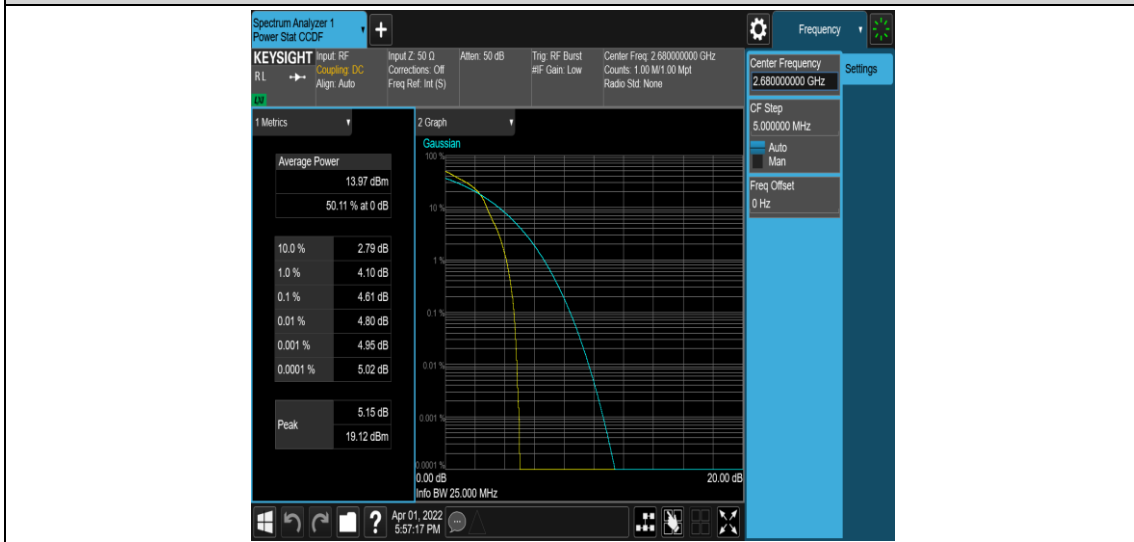 Spectrum Analyzer 1
Power Stat CCDF
+
Frequency
KEYSIGHT
RL
LXI
Input: RF
Coupling: DC
Align: Auto
Input Z: 50 Ω
Corrections: Off
Freq Ref: Int (S)
Atten: 50 dB
Trig: RF Burst
#IF Gain: Low
Center Freq: 2.680000000 GHz
Counts: 1.00 M/1.00 Mpt
Radio Std: None
Center Frequency
2.680000000 GHz
Settings
CF Step
5.000000 MHz
Auto
Man
Freq Offset
0 Hz
1 Metrics
Average Power
13.97 dBm
50.11 % at 0 dB
10.0 % 2.79 dB
1.0 % 4.10 dB
0.1 % 4.61 dB
0.01 % 4.80 dB
0.001 % 4.95 dB
0.0001 % 5.02 dB
Peak
5.15 dB
19.12 dBm
2 Graph
Gaussian
100 %
10 %
1 %
0.1 %
0.01 %
0.001 %
0.0001 %
0.00 dB
20.00 dB
Info BW 25.000 MHz
?
Apr 01, 2022
5:57:17 PM